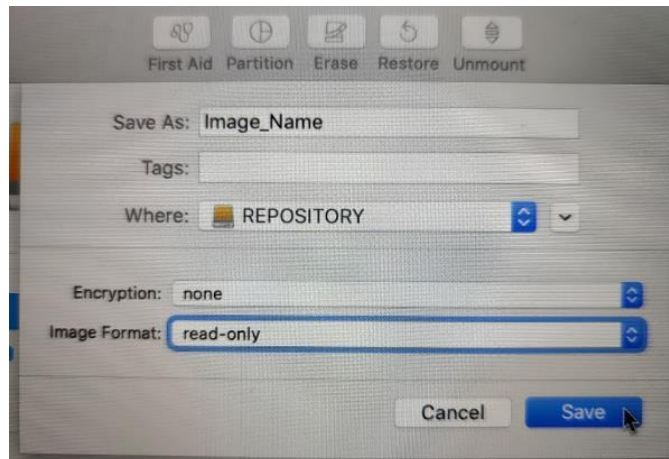 First Aid Partition Erase Restore Unmount
Save As: Image_Name
Tags:
Where: REPOSITORY
Encryption: none
Image Format: read-only
Cancel Save